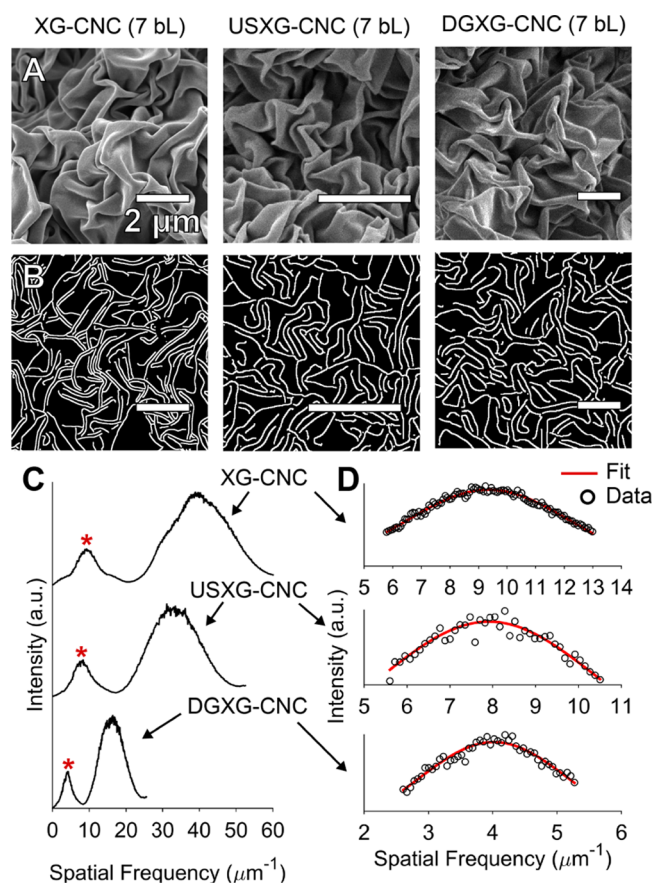 XG-CNC (7 bL) USXG-CNC (7 bL) DGXG-CNC (7 bL)
A
2 μm
B
C
D
XG-CNC
Fit
Data
5 6 7 8 9 10 11 12 13 14
USXG-CNC
6 7 8 9 10 11
DGXG-CNC
Intensity (a.u.)
Intensity (a.u.)
0 10 20 30 40 50 60
2 3 4 5 6
Spatial Frequency (μm⁻¹)
Spatial Frequency (μm⁻¹)
*
*
*